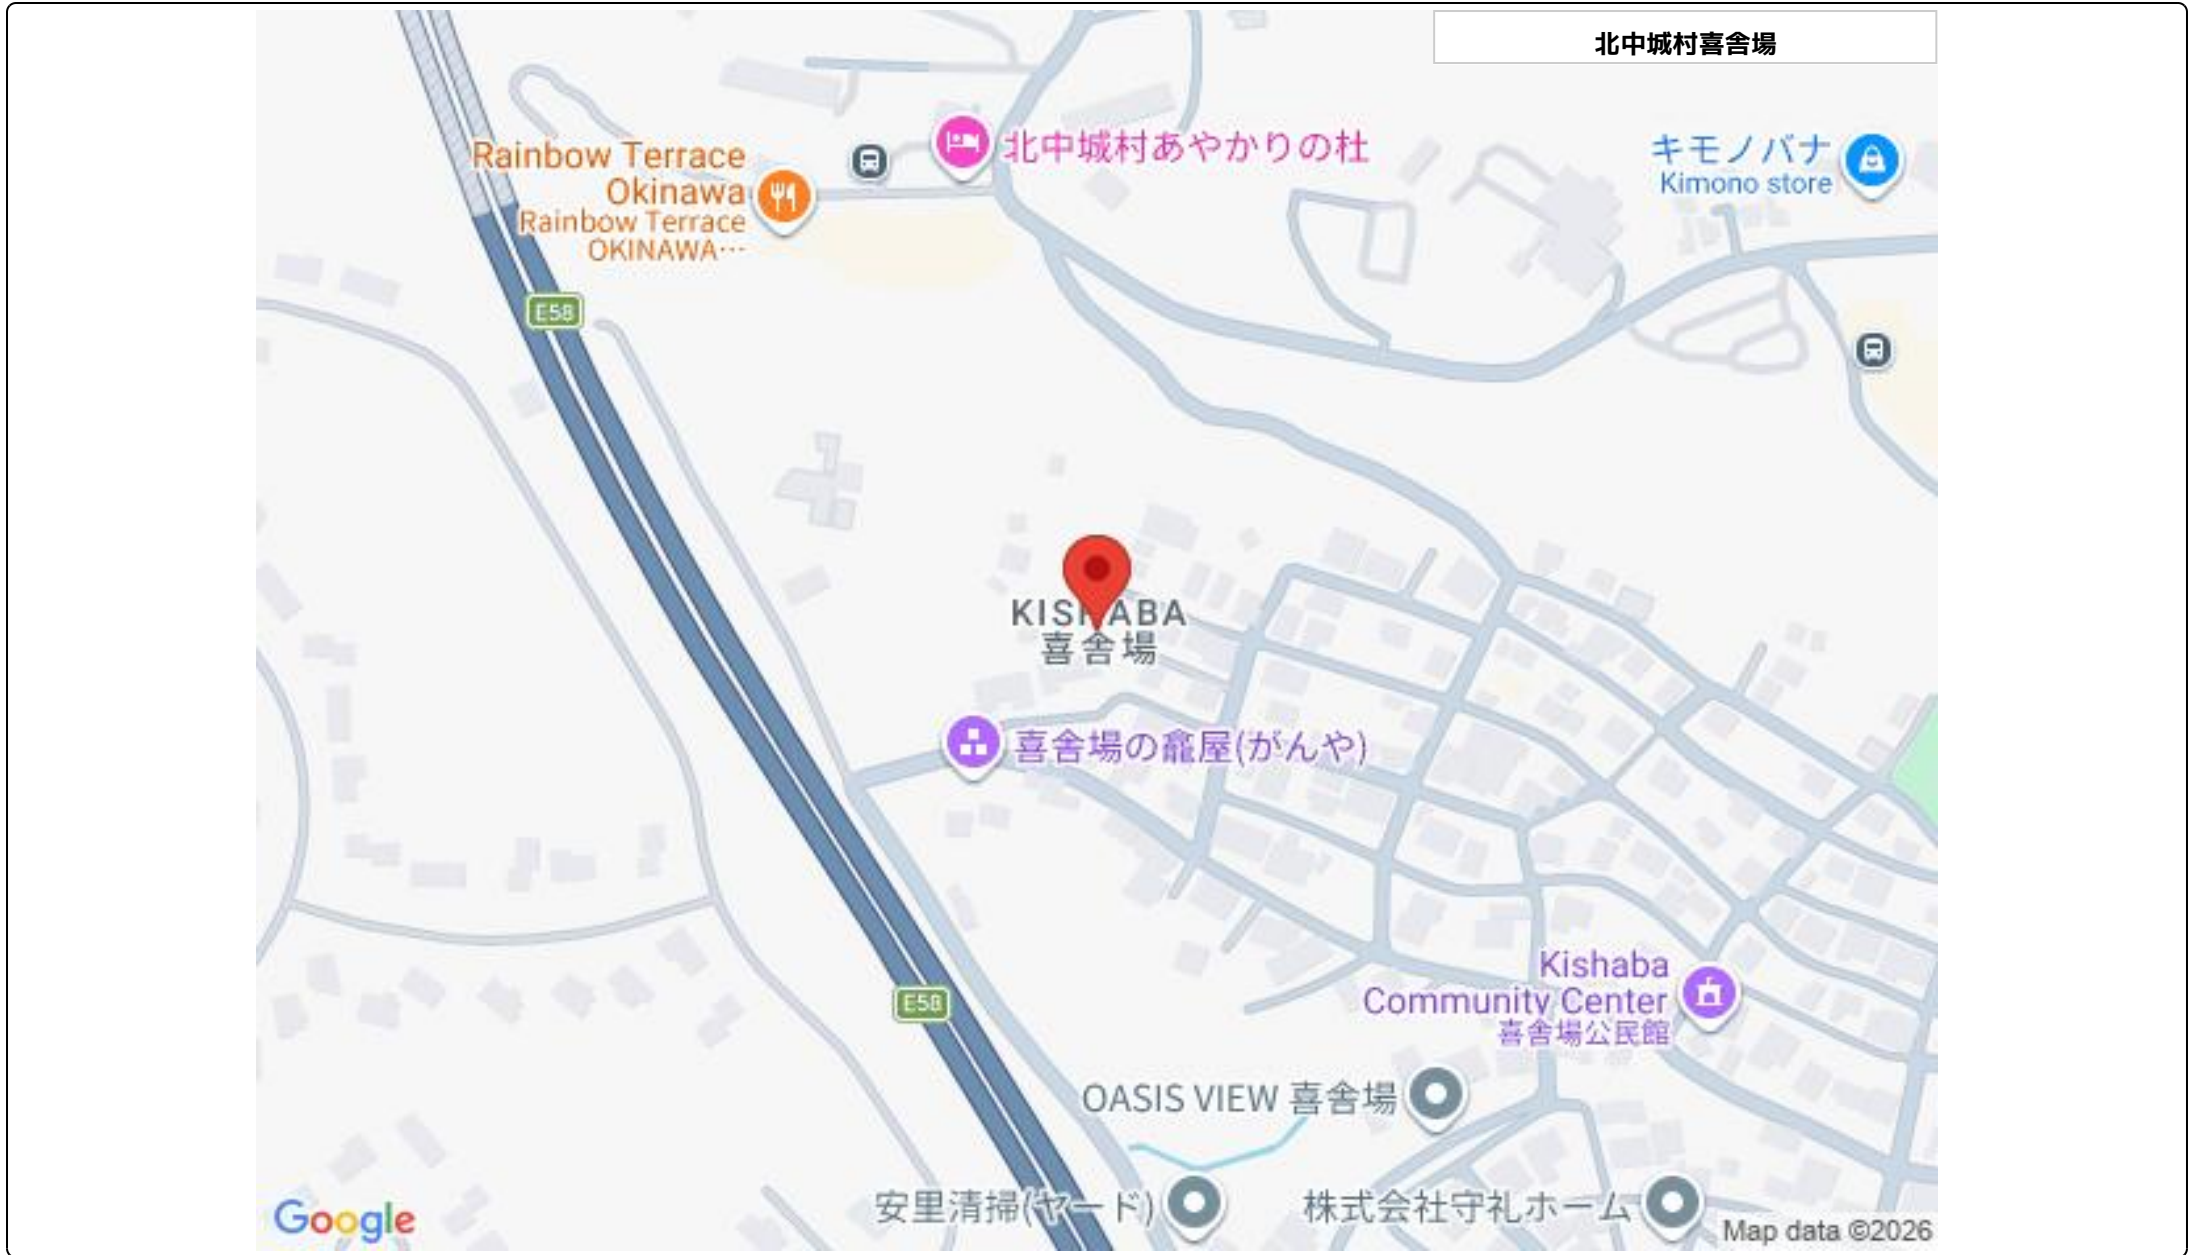 北中城村喜舎場
Rainbow Terrace
Okinawa
Rainbow Terrace
OKINAWA…
北中城村あやかりの杜
キモノバナ
Kimono store
E58
KISHABA
喜舎場
喜舎場の龕屋(がんや)
E58
Kishaba
Community Center
喜舎場公民館
OASIS VIEW 喜舎場
安里清掃(ヤード)
株式会社守礼ホーム
Google
Map data ©2026